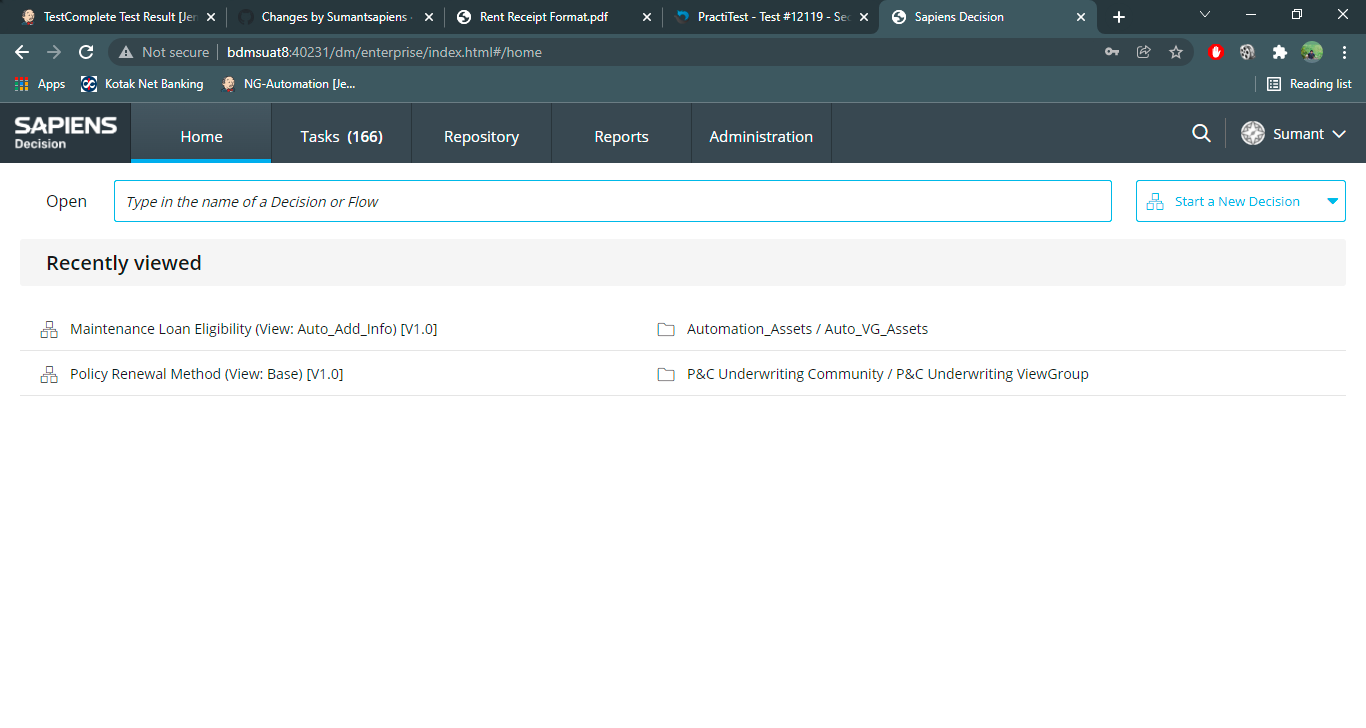 TestComplete Test Result [Jer
Changes by Sumantsapiens
Rent Receipt Format.pdf
PractiTest - Test #12119 - Sec
Sapiens Decision
Not secure
bdmsuat8:40231/dm/enterprise/index.html#/home
Apps
Kotak Net Banking
NG-Automation [Je...
Reading list
SAPIENS
Decision
Home
Tasks (166)
Repository
Reports
Administration
Sumant
Open
Type in the name of a Decision or Flow
Start a New Decision
Recently viewed
Maintenance Loan Eligibility (View: Auto_Add_Info) [V1.0]
Automation_Assets / Auto_VG_Assets
Policy Renewal Method (View: Base) [V1.0]
P&C Underwriting Community / P&C Underwriting ViewGroup